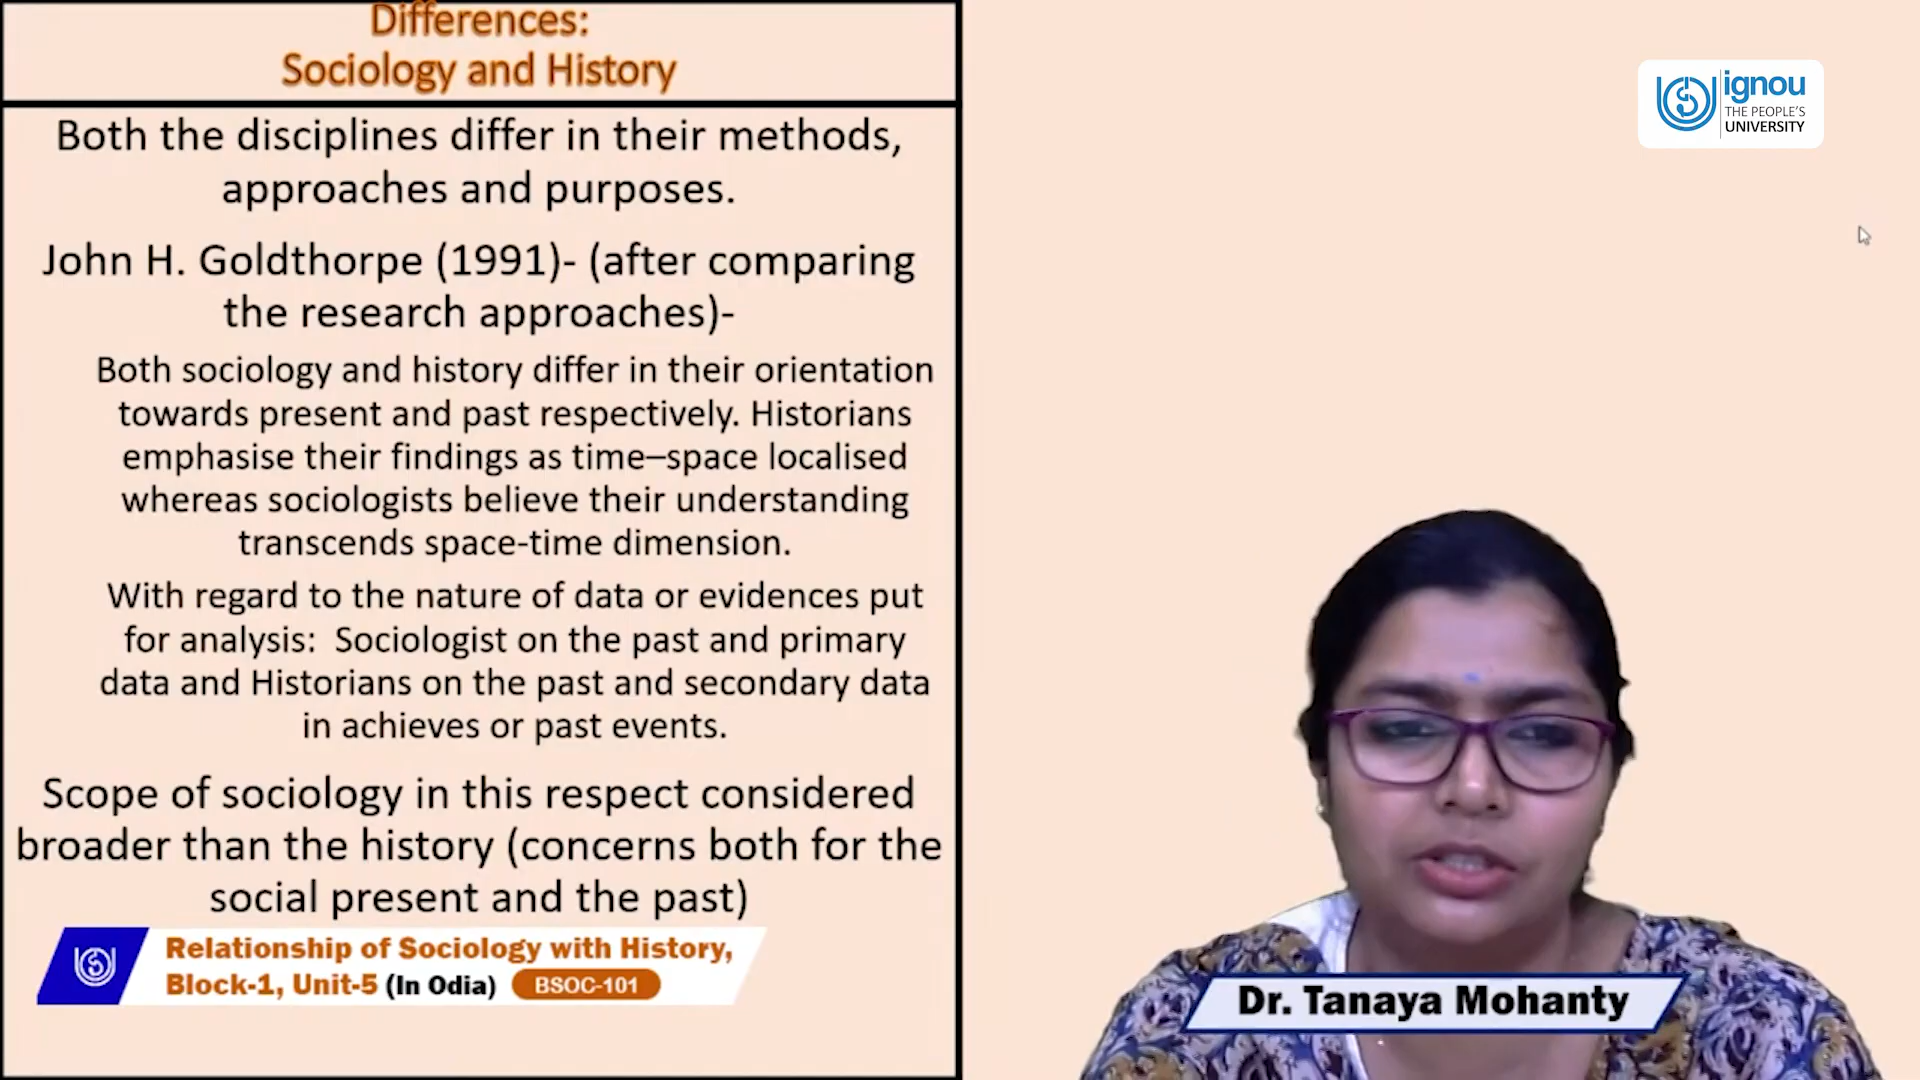 Differences:
Sociology and History
Both the disciplines differ in their methods,
approaches and purposes.
John H. Goldthorpe (1991)- (after comparing
the research approaches)-
Both sociology and history differ in their orientation
towards present and past respectively. Historians
emphasise their findings as time–space localised
whereas sociologists believe their understanding
transcends space-time dimension.
With regard to the nature of data or evidences put
for analysis:  Sociologist on the past and primary
data and Historians on the past and secondary data
in achieves or past events.
Scope of sociology in this respect considered
broader than the history (concerns both for the
social present and the past)
Relationship of Sociology with History,
Block-1, Unit-5 (In Odia) BSOC-101
ignou
THE PEOPLE'S
UNIVERSITY
Dr. Tanaya Mohanty